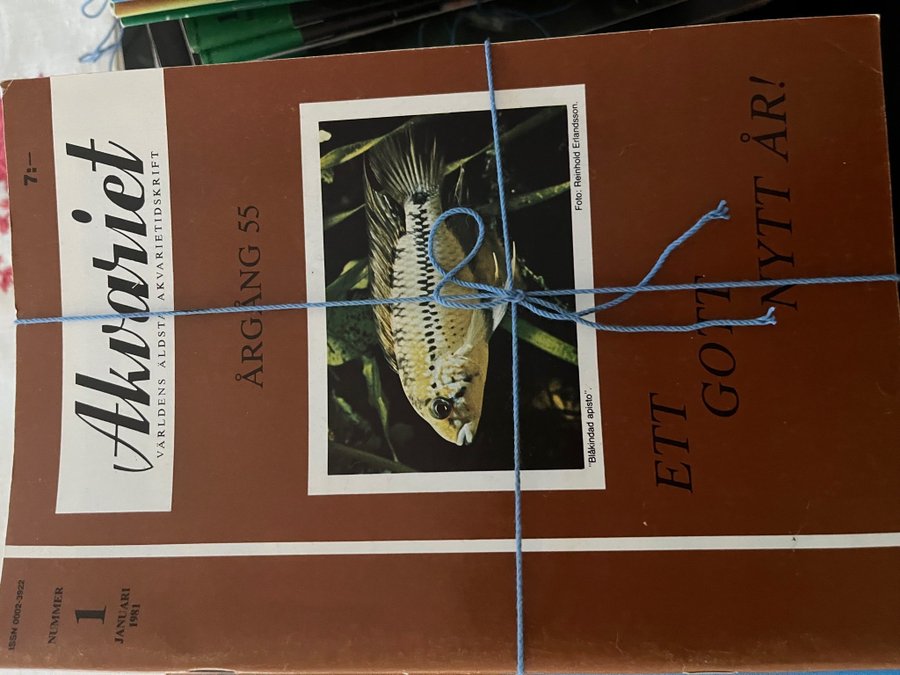 ISSN 0002-3922
NUMMER
1
JANUARI
1981
7:—
Akvariet
VÄRLDENS ÄLDSTA AKVARIETIDSKRIFT
ÅRGÅNG 55
Foto: Reinhold Erlandsson.
"Blåkindad apisto".
ETT
GOTT
NYTT ÅR!